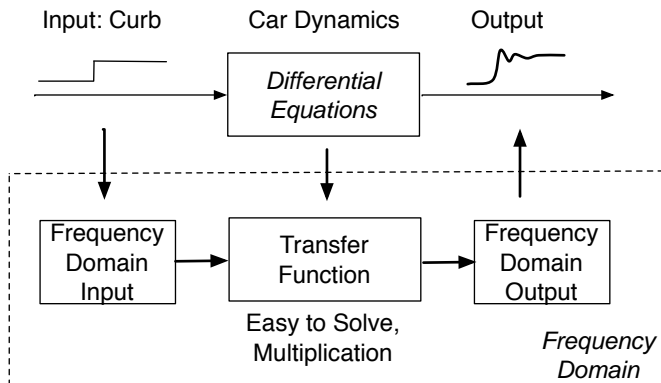 Input: Curb
Car Dynamics
Output
Differential
Equations
Frequency
Domain
Input
Transfer
Function
Frequency
Domain
Output
Easy to Solve,
Multiplication
Frequency
Domain